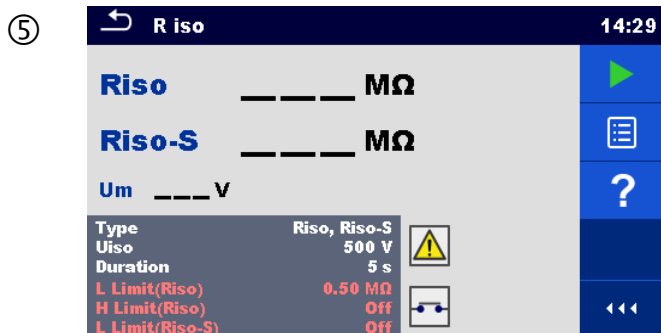 ⑤
R iso 14:29
Riso ___ MΩ
Riso-S ___ MΩ
Um ___V
?
Type Riso, Riso-S
Uiso 500 V
Duration 5 s
L Limit(Riso) 0.50 MΩ
H Limit(Riso) Off
L Limit(Riso-S) Off